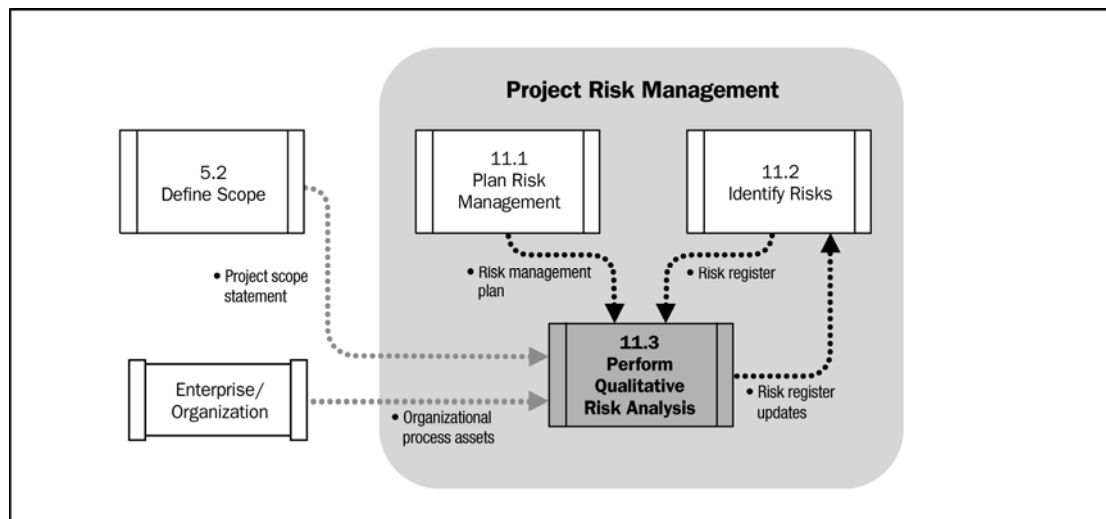 Project Risk Management
5.2
Define Scope
11.1
Plan Risk
Management
11.2
Identify Risks
• Project scope
statement
• Risk management
plan
• Risk register
11.3
Perform
Qualitative
Risk Analysis
Enterprise/
Organization
• Organizational
process assets
• Risk register
updates